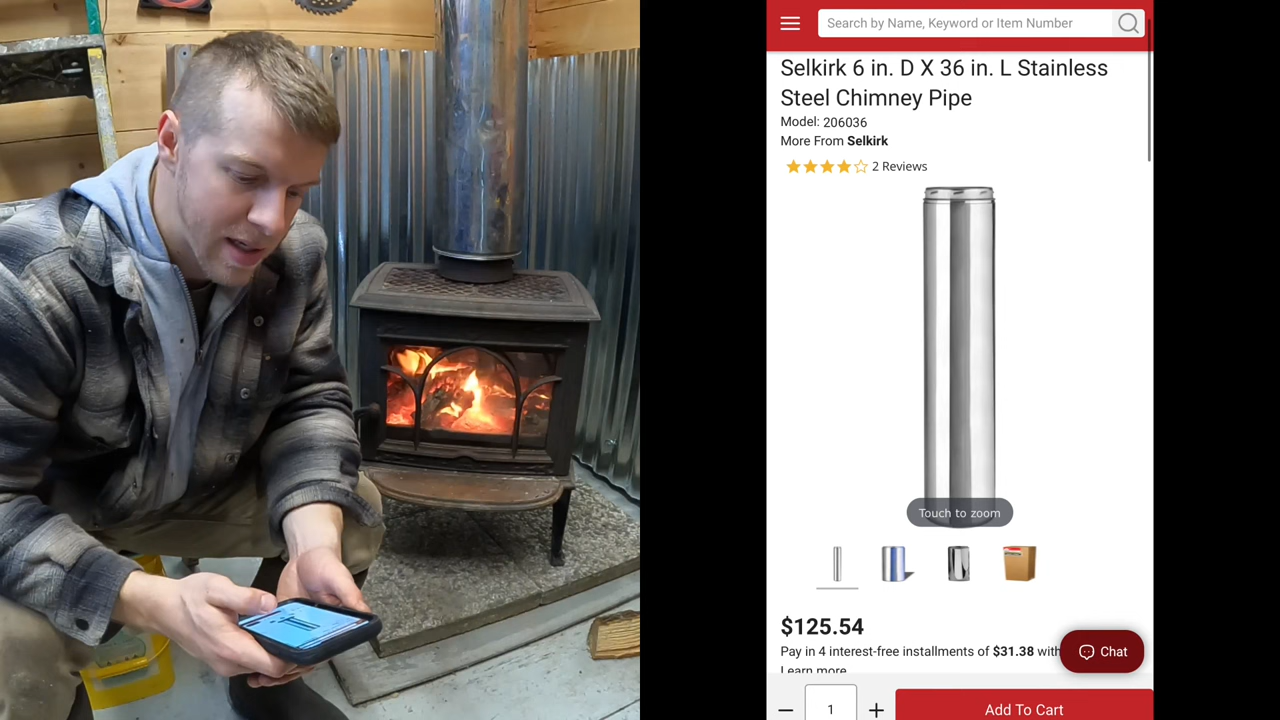 Search by Name, Keyword or Item Number
Selkirk 6 in. D X 36 in. L Stainless
Steel Chimney Pipe
Model: 206036
More From Selkirk
2 Reviews
Touch to zoom
$125.54
Pay in 4 interest-free installments of $31.38 with
Learn more
Chat
1
Add To Cart